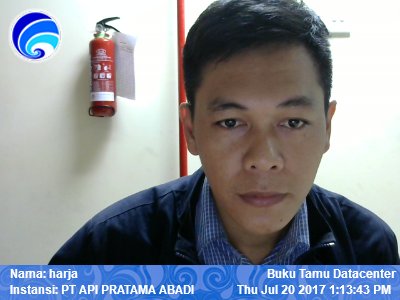 Nama: harja
Buku Tamu Datacenter
Instansi: PT API PRATAMA ABADI
Thu Jul 20 2017 1:13:43 PM